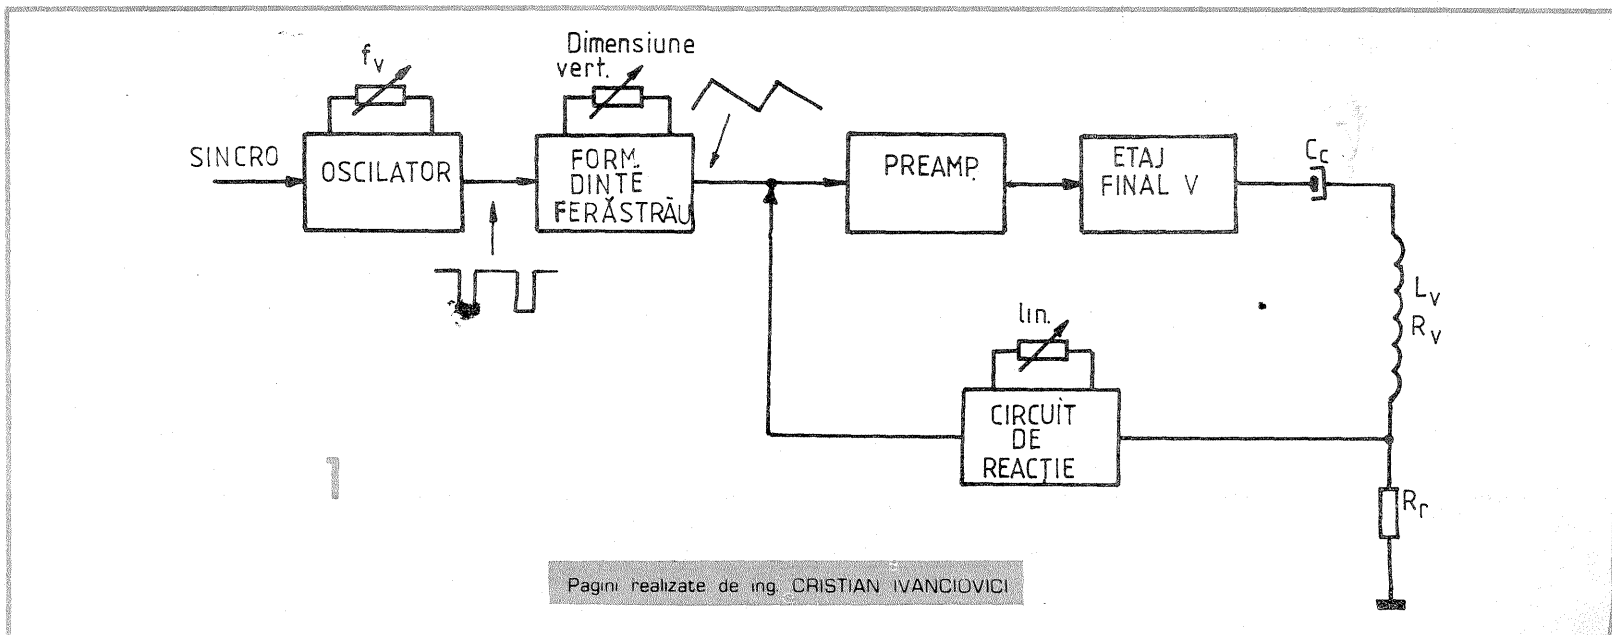 f_v
Dimensiune
vert.
SINCRO
OSCILATOR
FORM.
DINTE
FERĂSTRĂU
PREAMP.
ETAJ
FINAL V
C_c
L_v
R_v
lin.
CIRCUIT
DE
REACȚIE
R_r
1
Pagini realizate de ing. CRISTIAN IVANCIOVICI